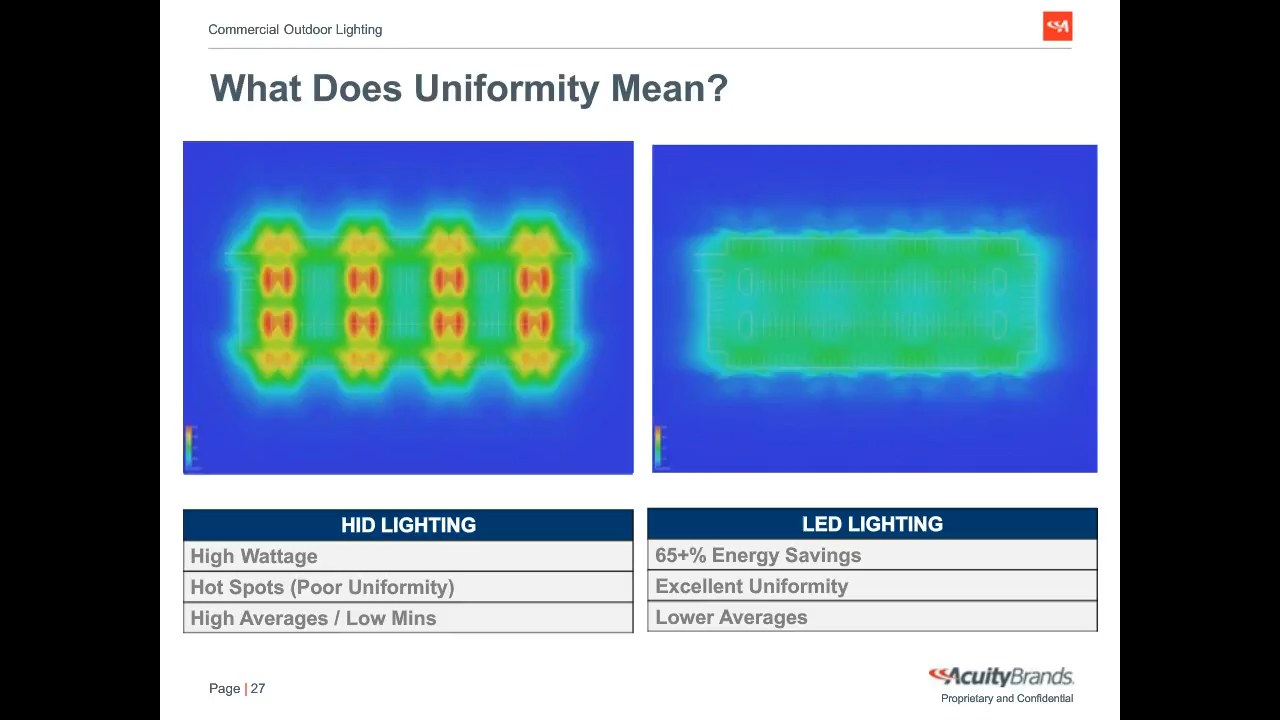 Commercial Outdoor Lighting
What Does Uniformity Mean?
HID LIGHTING
High Wattage
Hot Spots (Poor Uniformity)
High Averages / Low Mins
LED LIGHTING
65+% Energy Savings
Excellent Uniformity
Lower Averages
Page | 27
AcuityBrands.
Proprietary and Confidential